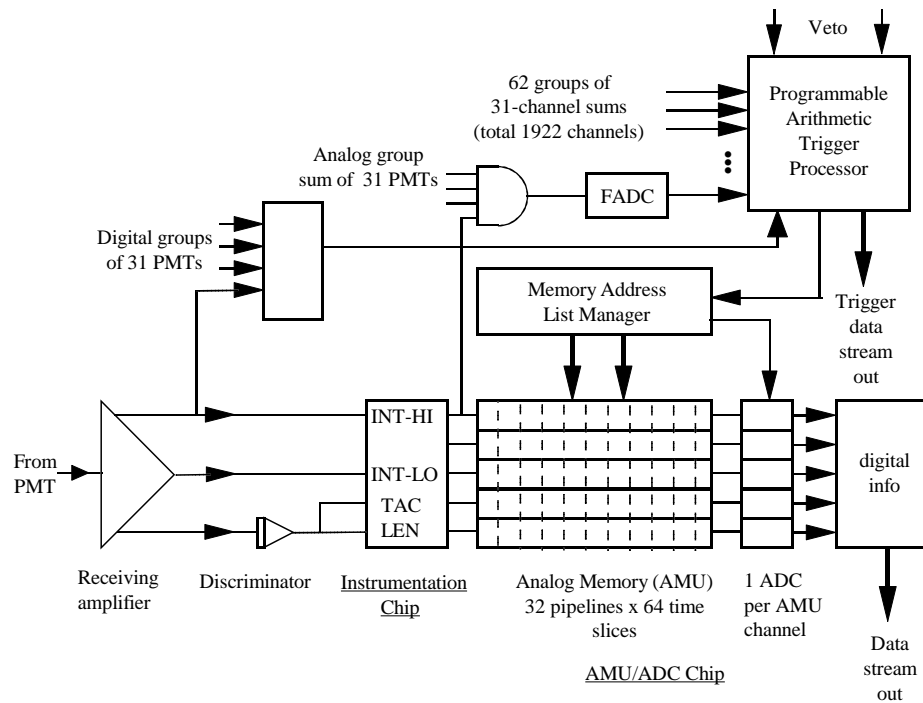 Veto
62 groups of
31-channel sums
(total 1922 channels)
Programmable
Arithmetic
Trigger
Processor
Analog group
sum of 31 PMTs
FADC
Digital groups
of 31 PMTs
Memory Address
List Manager
Trigger
data
stream
out
INT-HI
INT-LO
TAC
LEN
From
PMT
digital
info
Receiving
amplifier
Discriminator
Instrumentation
Chip
Analog Memory (AMU)
32 pipelines x 64 time
slices
1 ADC
per AMU
channel
AMU/ADC Chip
Data
stream
out